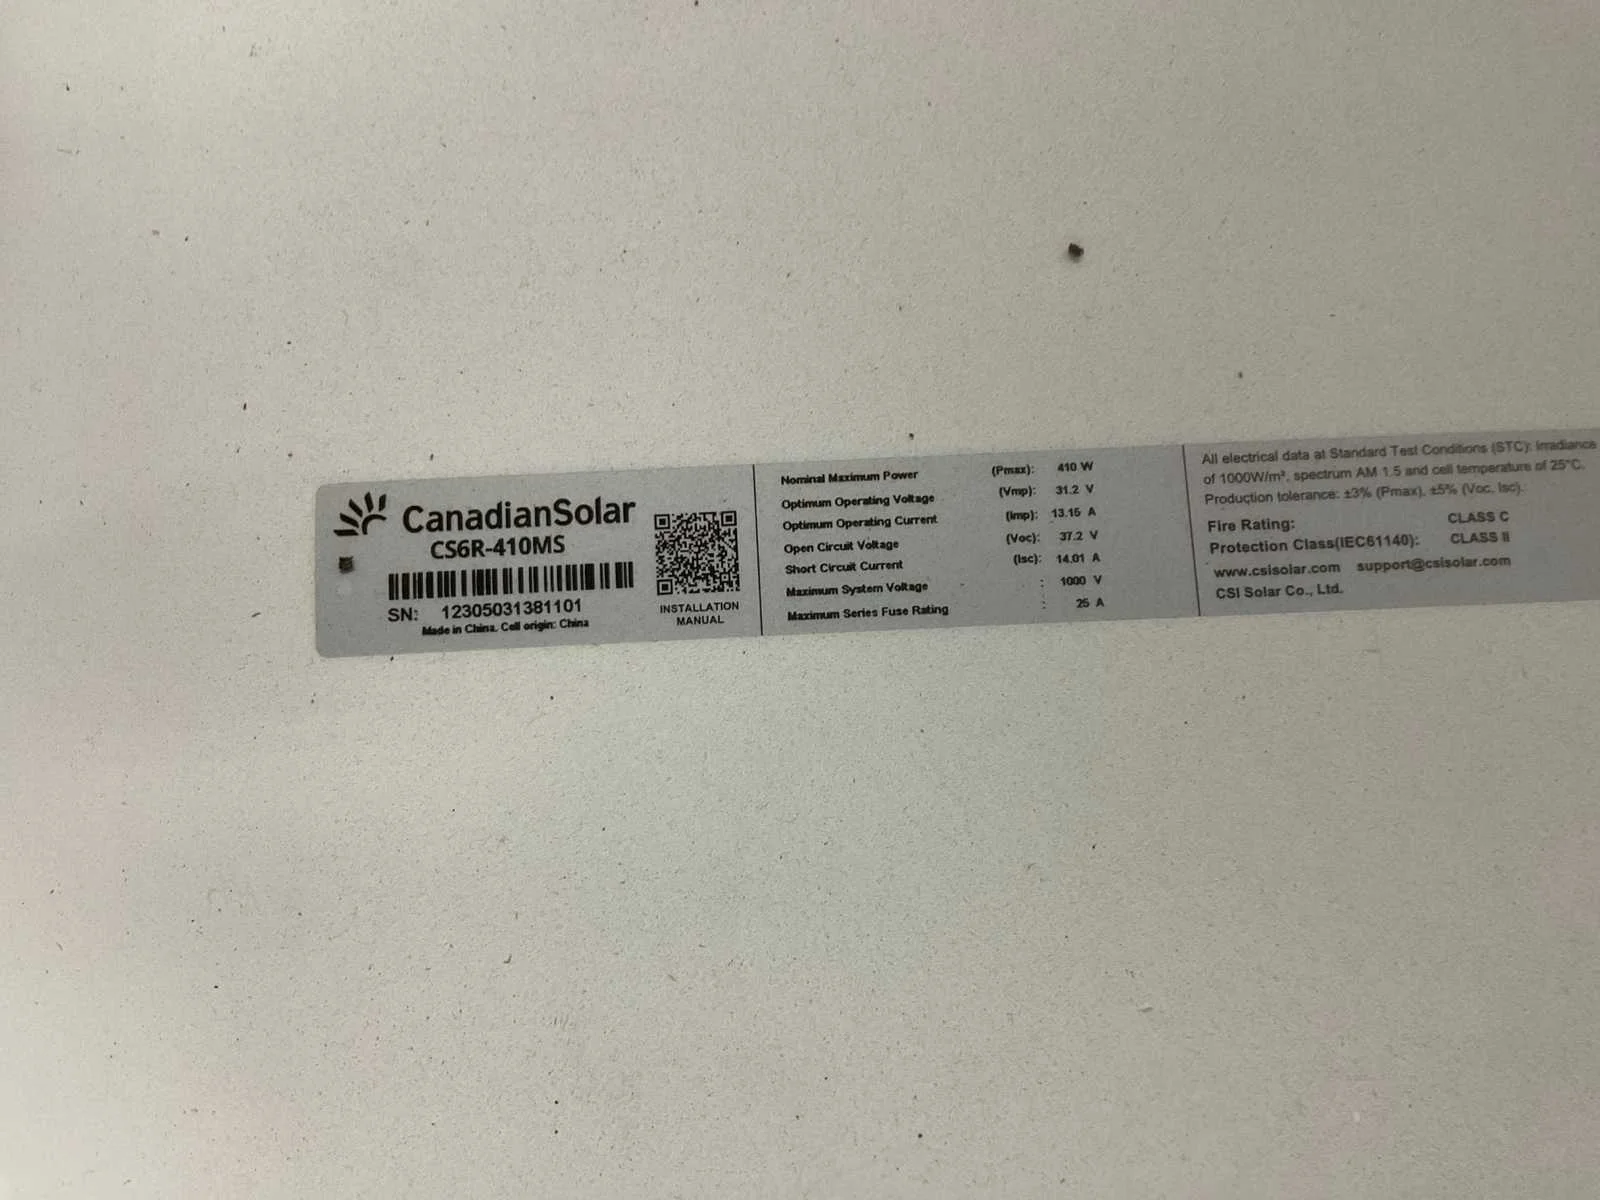 CanadianSolar
CS6R-410MS
SN: 12305031381101
Made in China. Cell origin: China
INSTALLATION
MANUAL
Nominal Maximum Power (Pmax): 410 W
Optimum Operating Voltage (Vmp): 31.2 V
Optimum Operating Current (Imp): 13.15 A
Open Circuit Voltage (Voc): 37.2 V
Short Circuit Current (Isc): 14.01 A
Maximum System Voltage : 1000 V
Maximum Series Fuse Rating : 25 A
All electrical data at Standard Test Conditions (STC): Irradiance
of 1000W/m², spectrum AM 1.5 and cell temperature of 25°C.
Production tolerance: ±3% (Pmax), ±5% (Voc, Isc).
Fire Rating: CLASS C
Protection Class(IEC61140): CLASS II
www.csisolar.com support@csisolar.com
CSI Solar Co., Ltd.